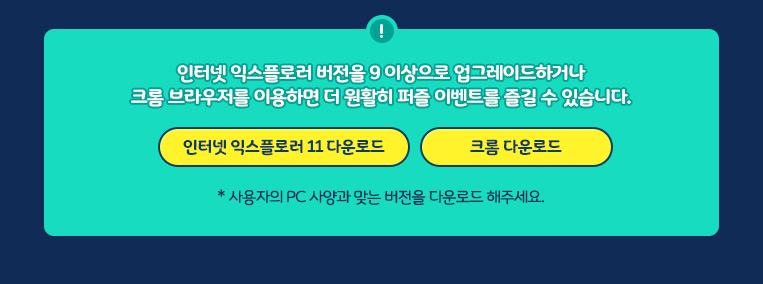 !
인터넷 익스플로러 버전을 9 이상으로 업그레이드하거나
크롬 브라우저를 이용하면 더 원활히 퍼즐 이벤트를 즐길 수 있습니다.
인터넷 익스플로러 11 다운로드
크롬 다운로드
* 사용자의 PC 사양과 맞는 버전을 다운로드 해주세요.